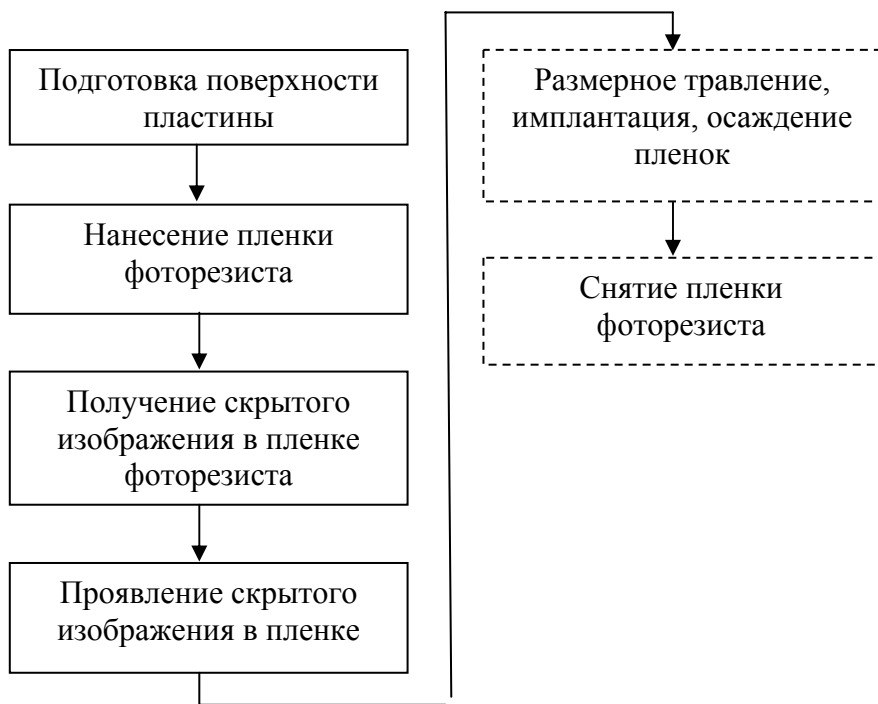 Подготовка поверхности
пластины
Нанесение пленки
фоторезиста
Получение скрытого
изображения в пленке
фоторезиста
Проявление скрытого
изображения в пленке
Размерное травление,
имплантация, осаждение
пленок
Снятие пленки
фоторезиста